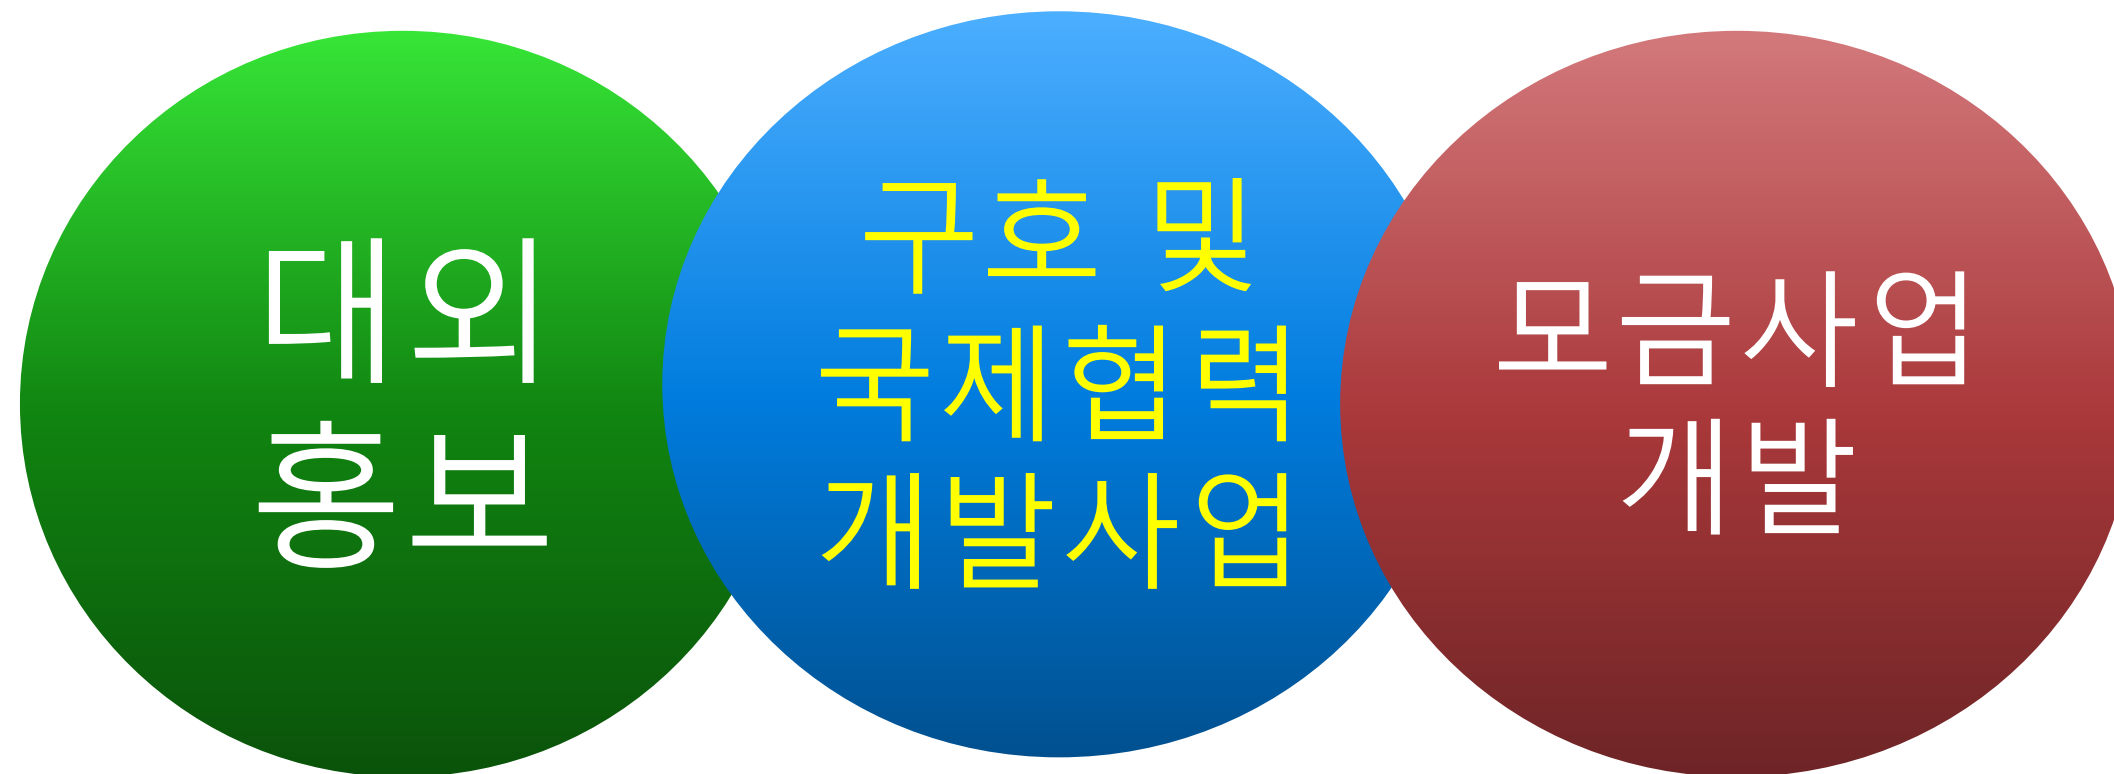 대외
홍보
구호 및
국제협력
개발사업
모금사업
개발